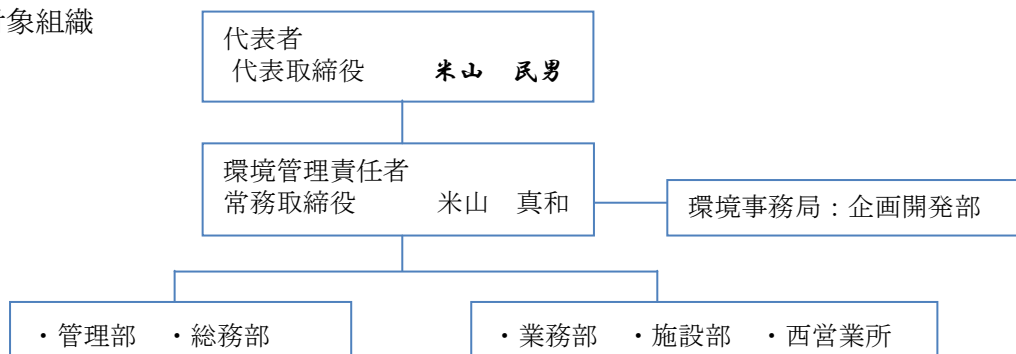 対象組織
代表者
代表取締役　米山　民男
環境管理責任者
常務取締役　米山　真和
環境事務局：企画開発部
・管理部　・総務部
・業務部　・施設部　・西営業所